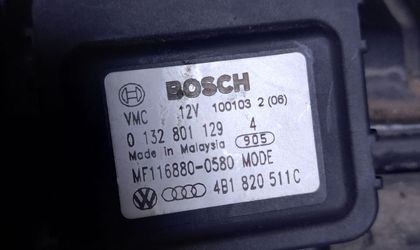 BOSCH
VMC 12V 100103 2 (06)
0 132 801 129 4
Made in Malaysia 905
MF116880-0580 MODE
4B1 820 511C